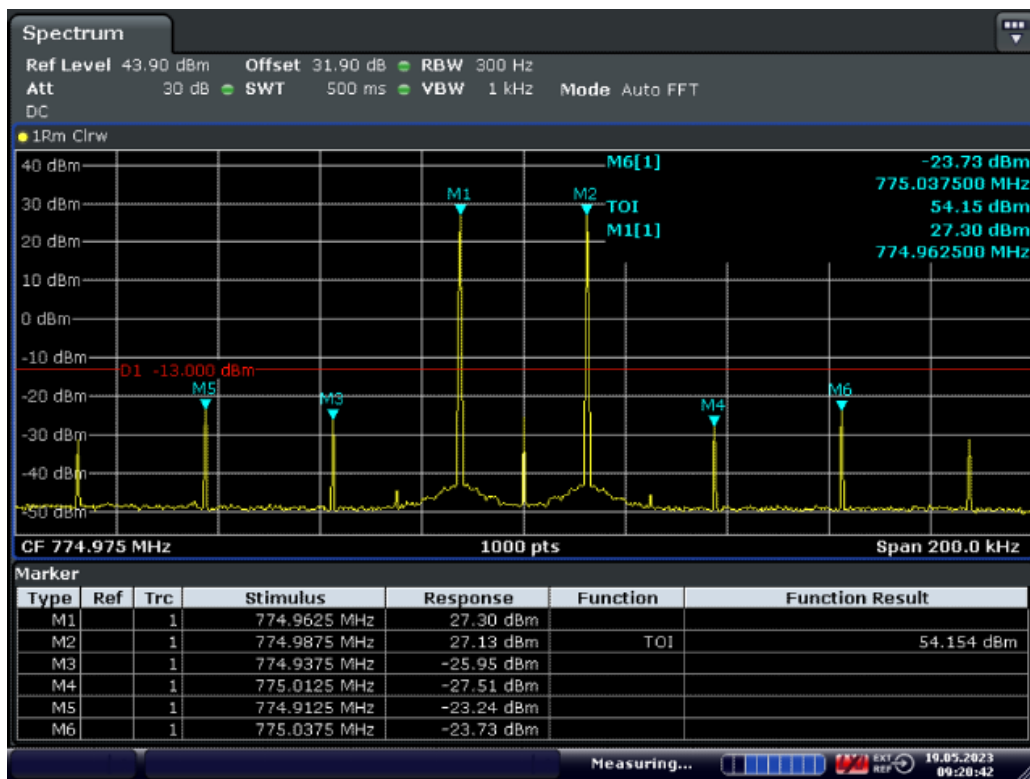 Spectrum
Ref Level 43.90 dBm Offset 31.90 dB RBW 300 Hz
Att 30 dB SWT 500 ms VBW 1 kHz Mode Auto FFT
DC
1Rm Clrw
40 dBm
M6[1] -23.73 dBm
775.037500 MHz
M1 M2
30 dBm
TOI 54.15 dBm
M1[1] 27.30 dBm
20 dBm
774.962500 MHz
10 dBm
0 dBm
-10 dBm
D1 -13.000 dBm
M5 M3 M4 M6
-20 dBm
-30 dBm
-40 dBm
-50 dBm
CF 774.975 MHz 1000 pts Span 200.0 kHz
Marker
Type Ref Trc Stimulus Response Function Function Result
M1 1 774.9625 MHz 27.30 dBm
M2 1 774.9875 MHz 27.13 dBm TOI 54.154 dBm
M3 1 774.9375 MHz -25.95 dBm
M4 1 775.0125 MHz -27.51 dBm
M5 1 774.9125 MHz -23.24 dBm
M6 1 775.0375 MHz -23.73 dBm
Measuring... EXT REF 19.05.2023
09:20:42